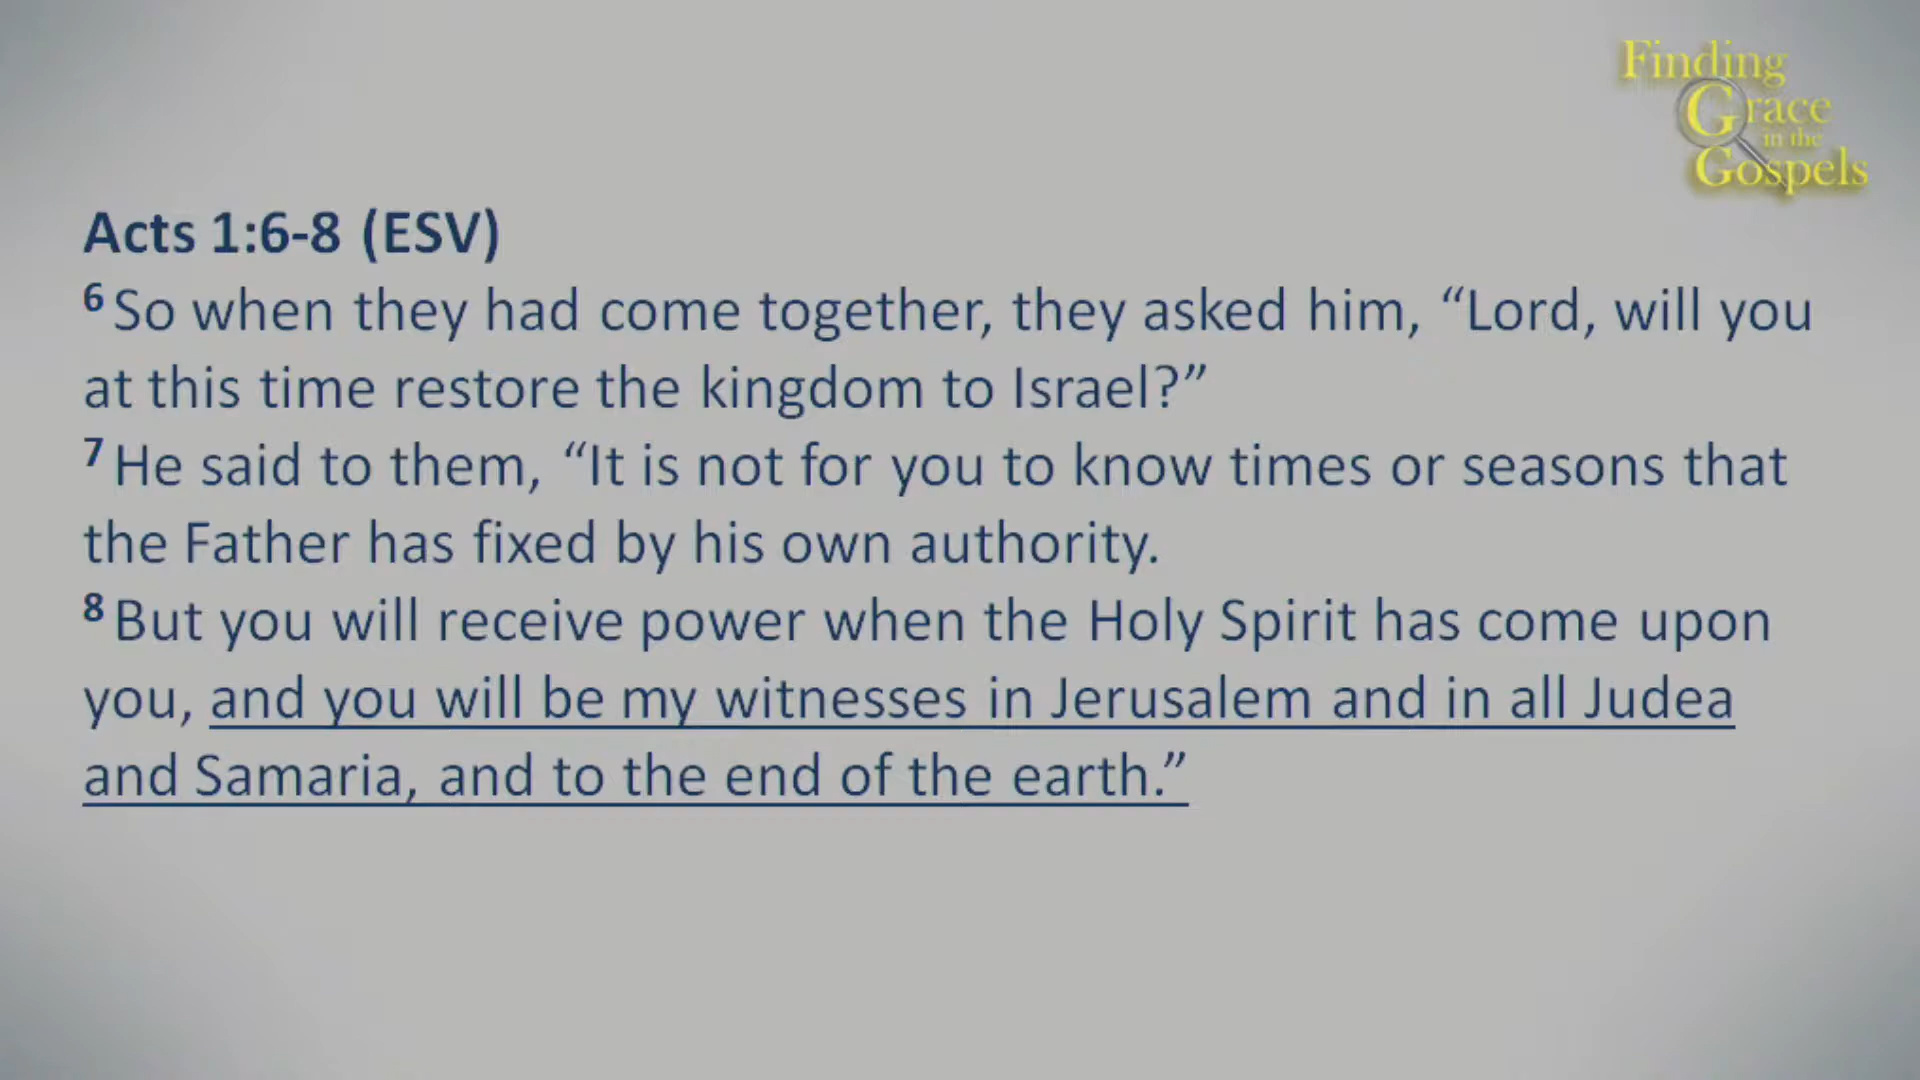 Finding
Grace
in the
Gospels
Acts 1:6-8 (ESV)
6 So when they had come together, they asked him, “Lord, will you
at this time restore the kingdom to Israel?”
7 He said to them, “It is not for you to know times or seasons that
the Father has fixed by his own authority.
8 But you will receive power when the Holy Spirit has come upon
you, and you will be my witnesses in Jerusalem and in all Judea
and Samaria, and to the end of the earth.”